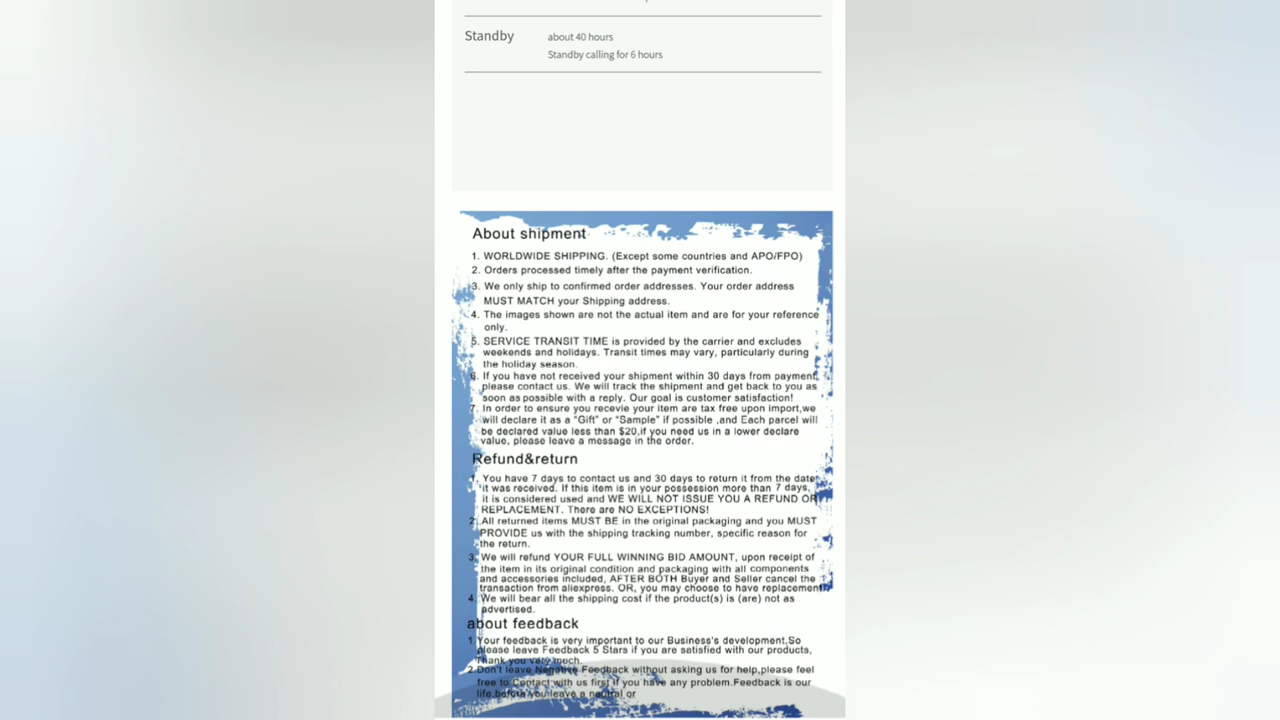 Standby about 40 hours
Standby calling for 6 hours
About shipment
1. WORLDWIDE SHIPPING. (Except some countries and APO/FPO)
2. Orders processed timely after the payment verification.
3. We only ship to confirmed order addresses. Your order address
MUST MATCH your Shipping address.
4. The images shown are not the actual item and are for your reference
only.
5. SERVICE TRANSIT TIME is provided by the carrier and excludes
weekends and holidays. Transit times may vary, particularly during
the holiday season.
6. If you have not received your shipment within 30 days from payment,
please contact us. We will track the shipment and get back to you as
soon as possible with a reply. Our goal is customer satisfaction!
7. In order to ensure you recevie your item are tax free upon import,we
will declare it as a "Gift" or "Sample" if possible ,and Each parcel will
be declared value less than $20,if you need us in a lower declare
value, please leave a message in the order.
Refund&return
1. You have 7 days to contact us and 30 days to return it from the date
it was received. If this item is in your possession more than 7 days,
it is considered used and WE WILL NOT ISSUE YOU A REFUND OR
REPLACEMENT. There are NO EXCEPTIONS!
2. All returned items MUST BE in the original packaging and you MUST
PROVIDE us with the shipping tracking number, specific reason for
the return.
3. We will refund YOUR FULL WINNING BID AMOUNT, upon receipt of
the item in its original condition and packaging with all components
and accessories included, AFTER BOTH Buyer and Seller cancel the
transaction from aliexpress. OR, you may choose to have replacement.
4. We will bear all the shipping cost if the product(s) is (are) not as
advertised.
about feedback
1.Your feedback is very important to our Business's development,So
please leave Feedback 5 Stars if you are satisfied with our products,
Thank you very much.
2.Don't leave Negative Feedback without asking us for help,please feel
free to Contact with us first if you have any problem.Feedback is our
life,before you leave a neutral or